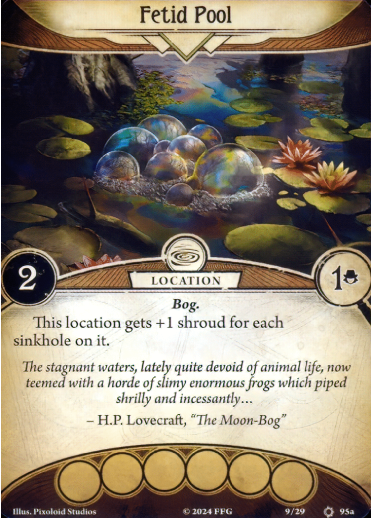 Fetid Pool
2
LOCATION
1
Bog.
This location gets +1 shroud for each
sinkhole on it.
The stagnant waters, lately quite devoid of animal life, now
teemed with a horde of slimy enormous frogs which piped
shrilly and incessantly…
– H.P. Lovecraft, “The Moon-Bog”
Illus. Pixoloid Studios © 2024 FFG 9/29 95a